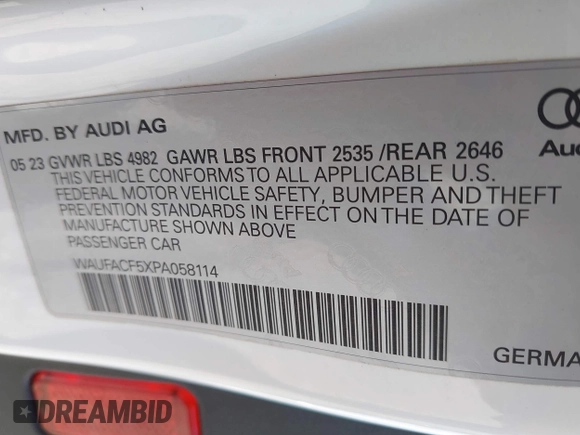 MFD. BY AUDI AG
05 23 GVWR LBS 4982 GAWR LBS FRONT 2535 /REAR 2646
THIS VEHICLE CONFORMS TO ALL APPLICABLE U.S.
FEDERAL MOTOR VEHICLE SAFETY, BUMPER AND THEFT
PREVENTION STANDARDS IN EFFECT ON THE DATE OF
MANUFACTURE SHOWN ABOVE
PASSENGER CAR
WAUFACF5XPA058114
Aud
GERMA
DREAMBID